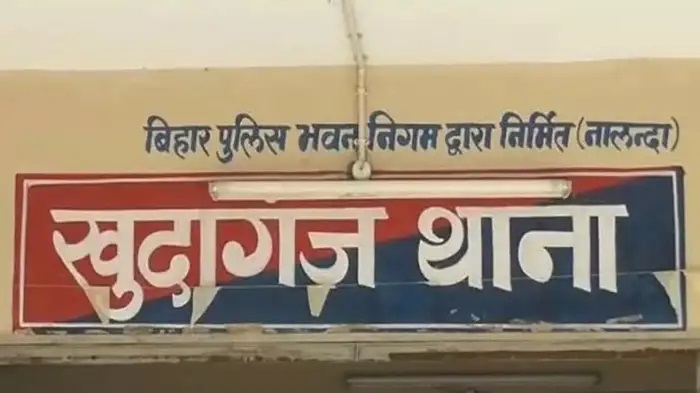 बिहार पुलिस भवन निगम द्वारा निर्मित (नालन्दा)
खुदागंज थाना